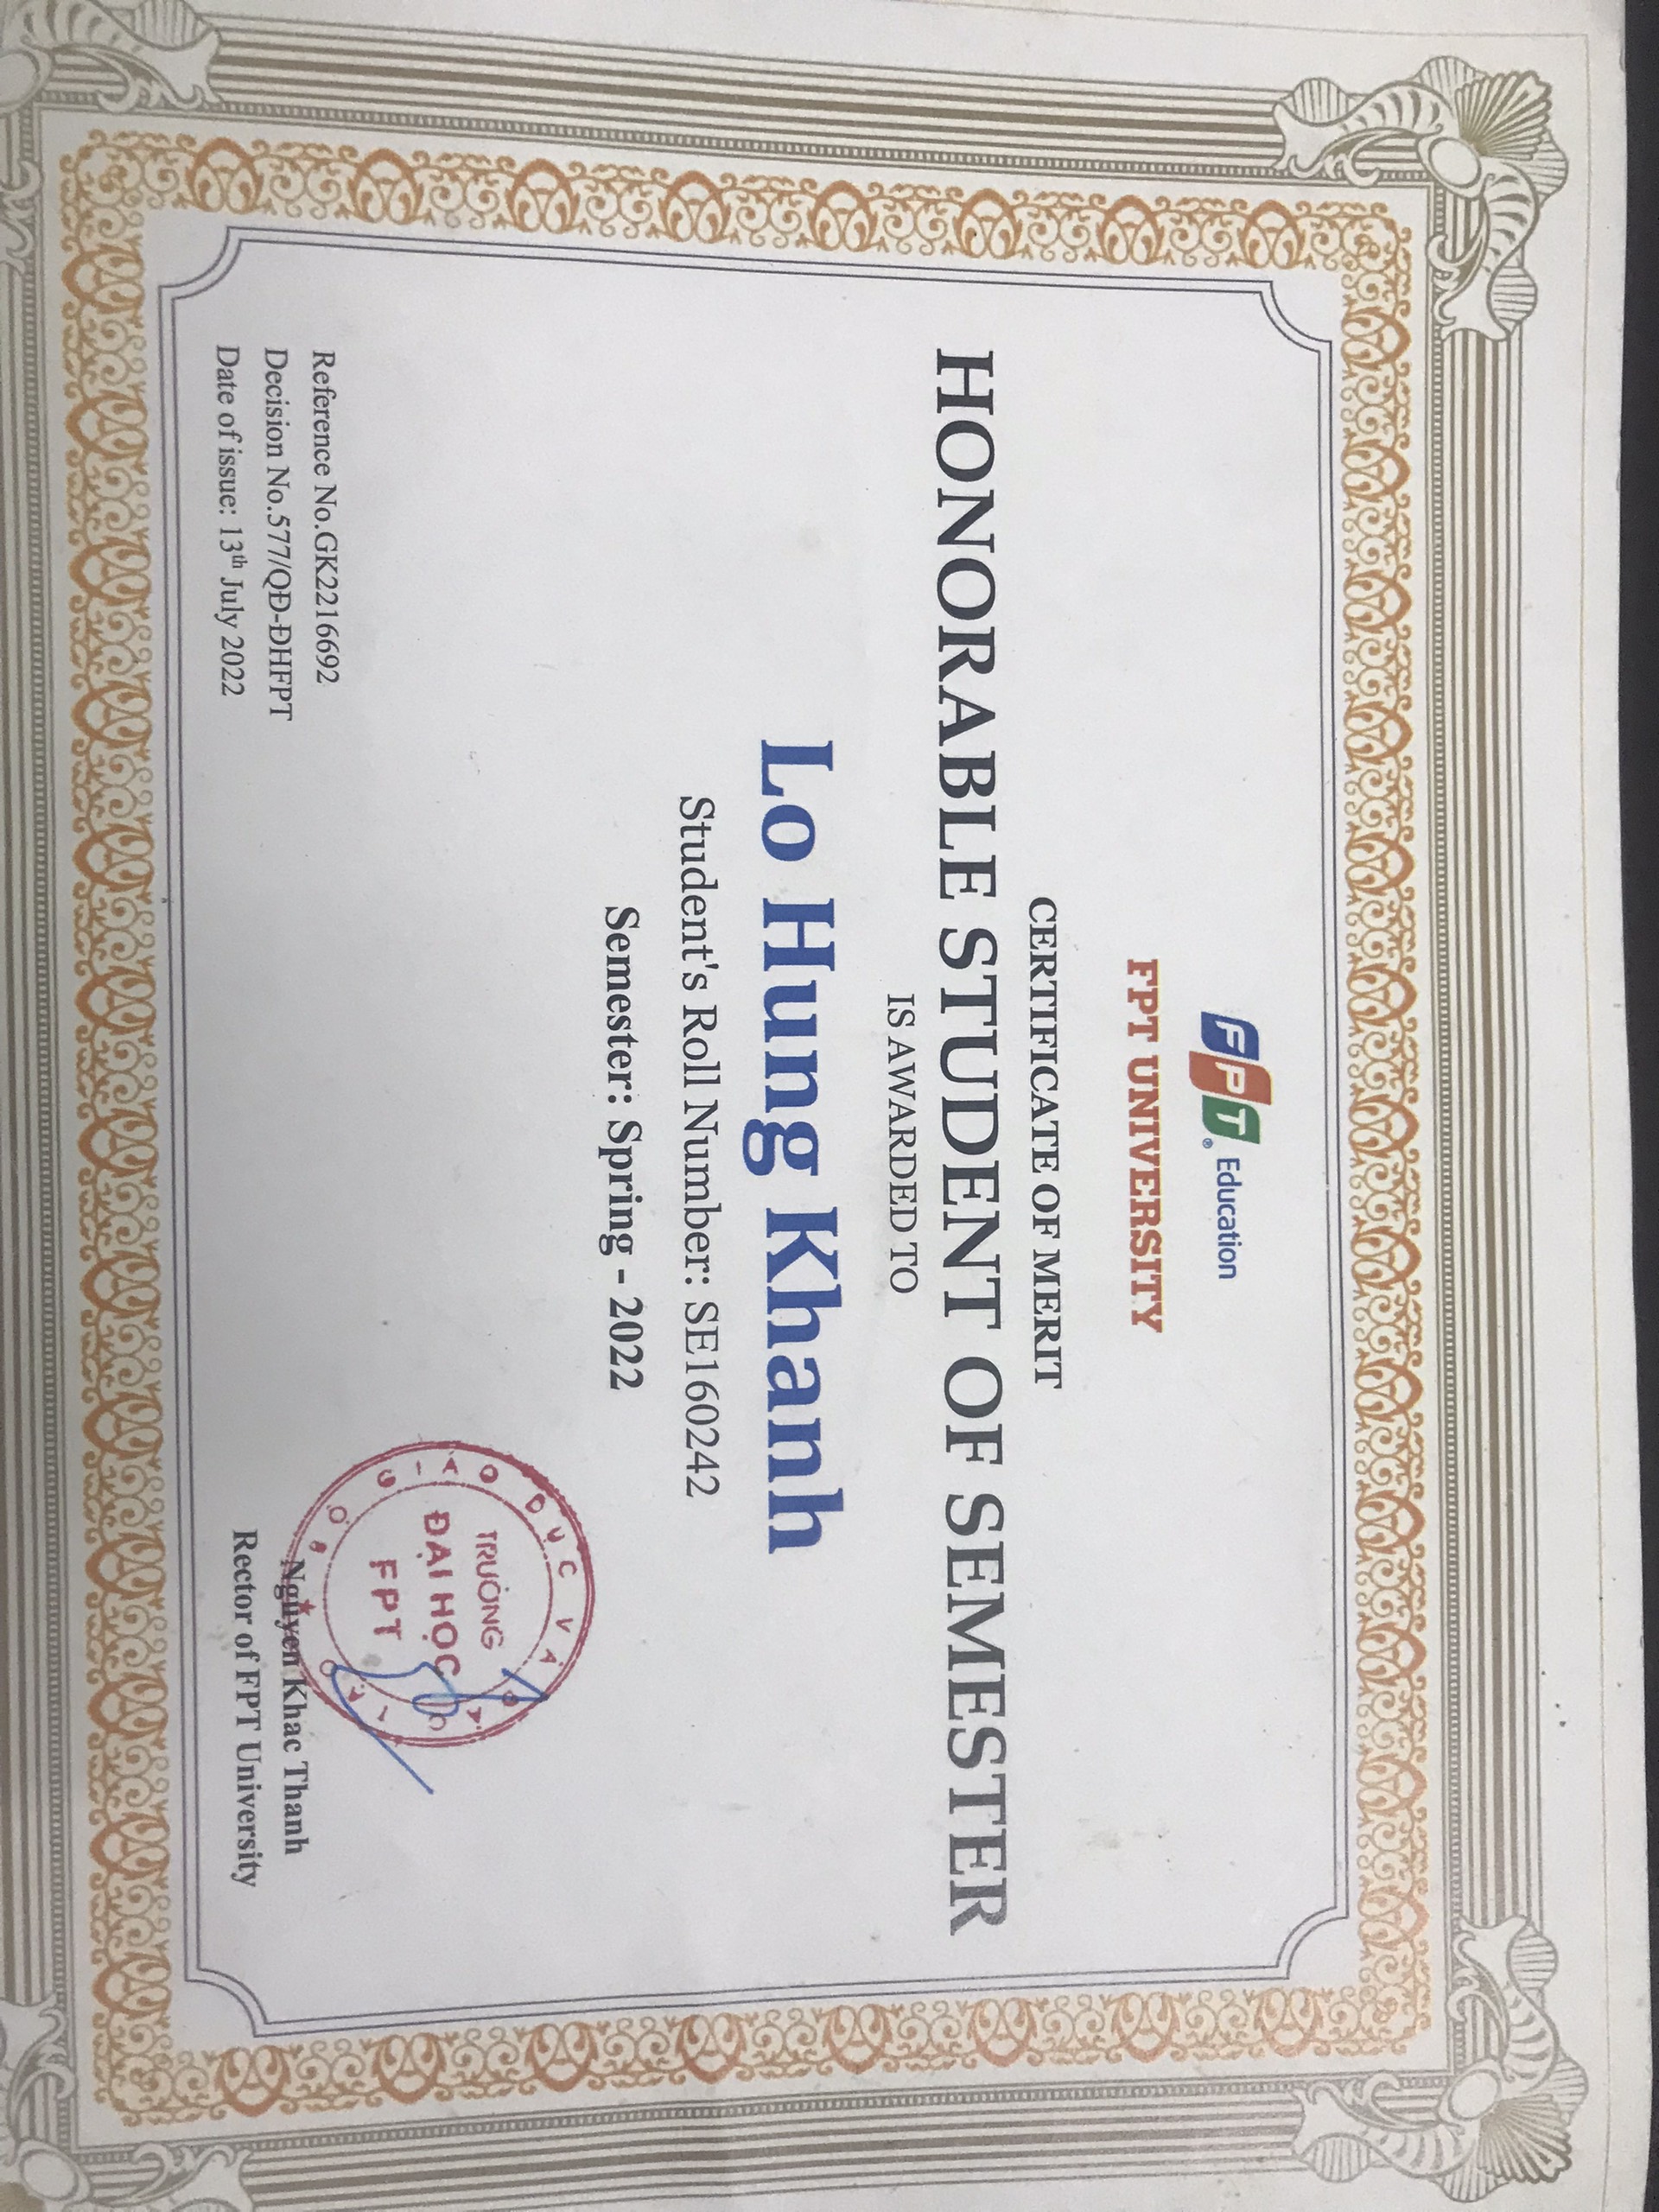 FPT® Education
FPT UNIVERSITY
CERTIFICATE OF MERIT
HONORABLE STUDENT OF SEMESTER
IS AWARDED TO
Lo Hung Khanh
Student's Roll Number: SE160242
Semester: Spring - 2022
BỘ GIÁO DỤC VÀ ĐÀO TẠO
TRƯỜNG
ĐẠI HỌC
FPT
Reference No.GK2216692
Decision No.577/QĐ-ĐHFPT
Date of issue: 13th July 2022
Nguyen Khac Thanh
Rector of FPT University